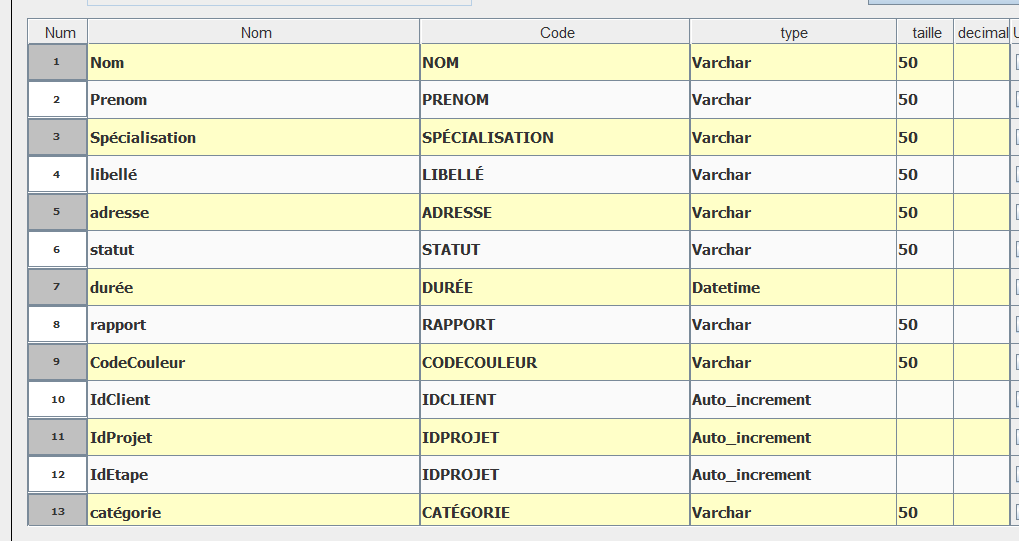 Num Nom Code type taille decimal U
1 Nom NOM Varchar 50
2 Prenom PRENOM Varchar 50
3 Spécialisation SPÉCIALISATION Varchar 50
4 libellé LIBELLÉ Varchar 50
5 adresse ADRESSE Varchar 50
6 statut STATUT Varchar 50
7 durée DURÉE Datetime
8 rapport RAPPORT Varchar 50
9 CodeCouleur CODECOULEUR Varchar 50
10 IdClient IDCLIENT Auto_increment
11 IdProjet IDPROJET Auto_increment
12 IdEtape IDPROJET Auto_increment
13 catégorie CATÉGORIE Varchar 50